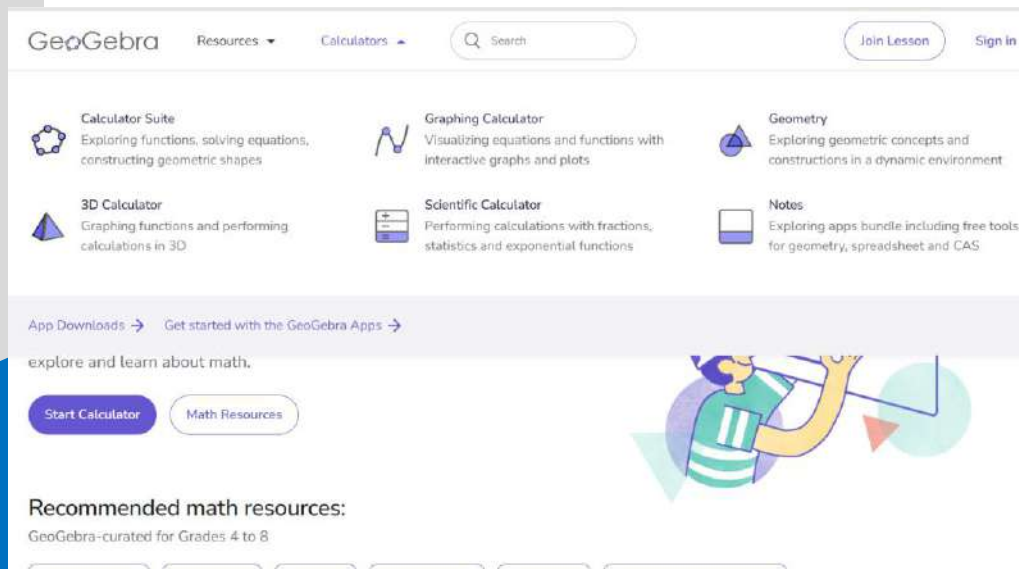 GeoGebra Resources Calculators Search Join Lesson Sign in
Calculator Suite
Exploring functions, solving equations,
constructing geometric shapes
Graphing Calculator
Visualizing equations and functions with
interactive graphs and plots
Geometry
Exploring geometric concepts and
constructions in a dynamic environment
3D Calculator
Graphing functions and performing
calculations in 3D
Scientific Calculator
Performing calculations with fractions,
statistics and exponential functions
Notes
Exploring apps bundle including free tools
for geometry, spreadsheet and CAS
App Downloads → Get started with the GeoGebra Apps →
explore and learn about math.
Start Calculator Math Resources
Recommended math resources:
GeoGebra-curated for Grades 4 to 8